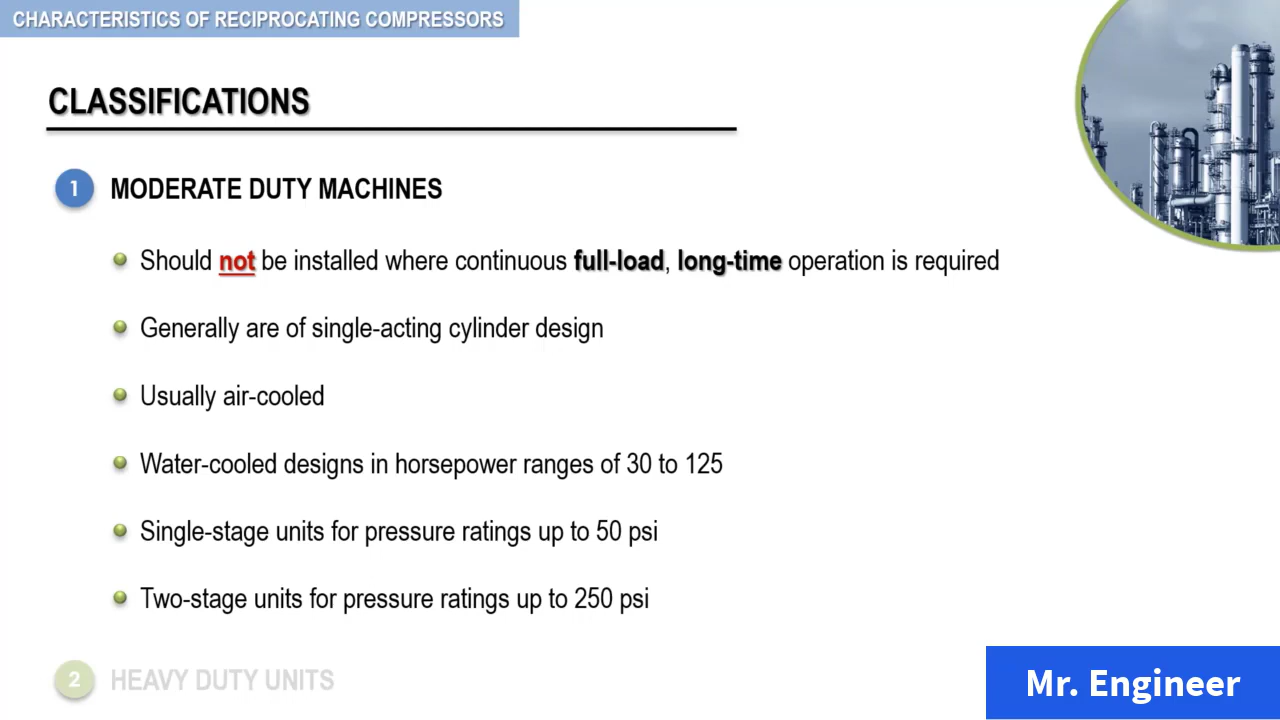 CHARACTERISTICS OF RECIPROCATING COMPRESSORS
CLASSIFICATIONS
1 MODERATE DUTY MACHINES
Should not be installed where continuous full-load, long-time operation is required
Generally are of single-acting cylinder design
Usually air-cooled
Water-cooled designs in horsepower ranges of 30 to 125
Single-stage units for pressure ratings up to 50 psi
Two-stage units for pressure ratings up to 250 psi
2 HEAVY DUTY UNITS
Mr. Engineer